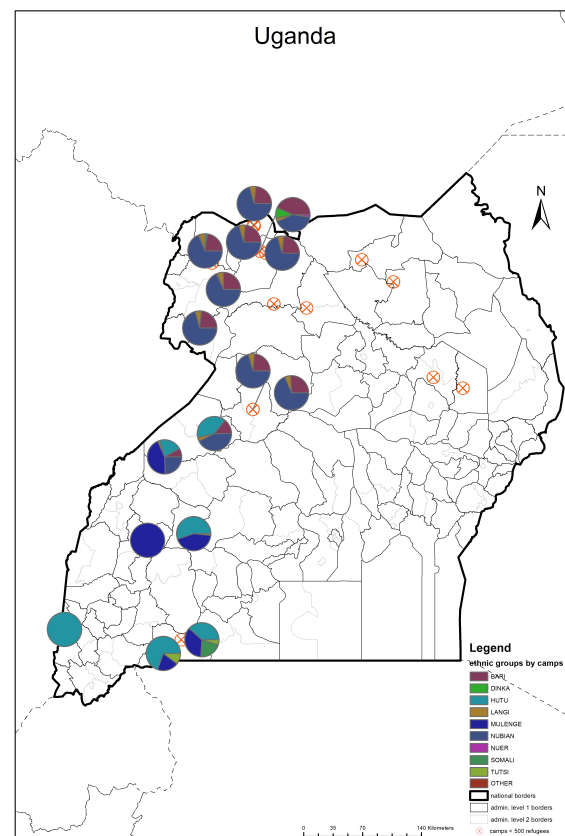 Uganda
N
Legend
ethnic groups by camps
BARI
DINKA
HUTU
LANGI
MULENGE
NUBIAN
NUER
SOMALI
TUTSI
OTHER
national borders
admin. level 1 borders
admin. level 2 borders
camps < 500 refugees
0 35 70 140 Kilometers